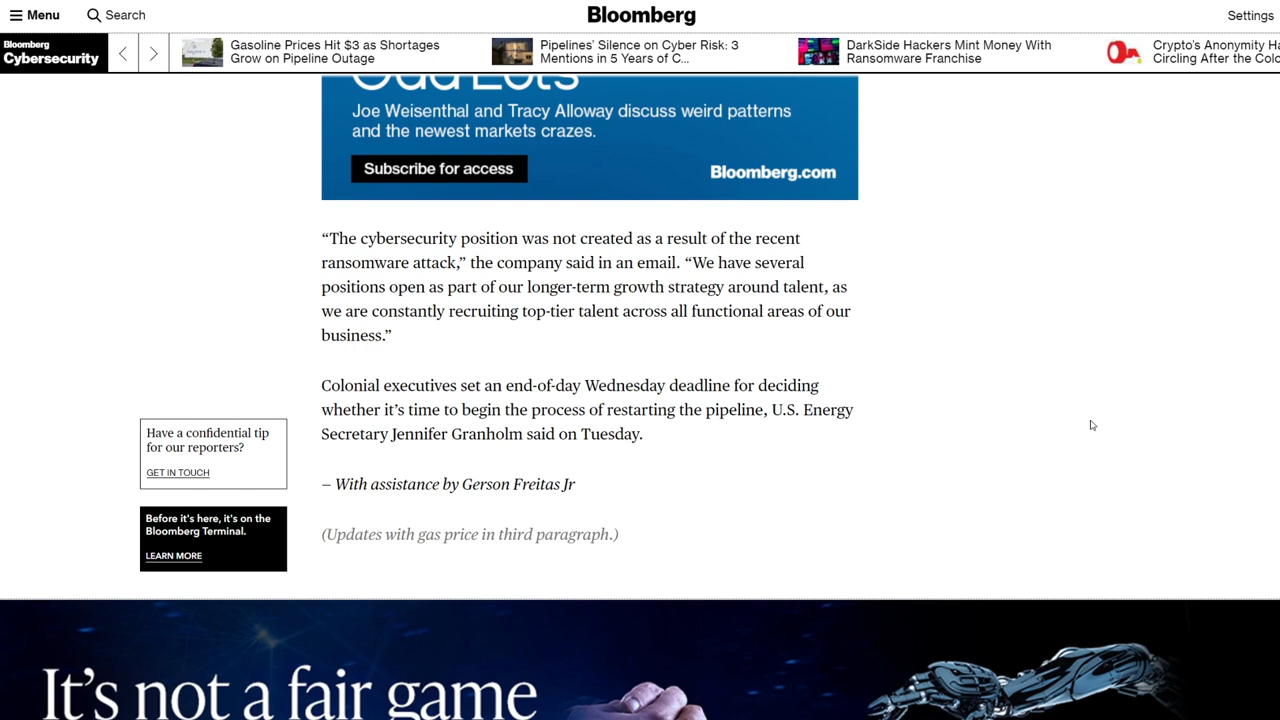 Menu
Search
Bloomberg
Settings
Bloomberg
Cybersecurity
Gasoline Prices Hit $3 as Shortages
Grow on Pipeline Outage
Pipelines’ Silence on Cyber Risk: 3
Mentions in 5 Years of C...
DarkSide Hackers Mint Money With
Ransomware Franchise
Crypto’s Anonymity Ha
Circling After the Colo
Odd Lots
Joe Weisenthal and Tracy Alloway discuss weird patterns
and the newest markets crazes.
Subscribe for access
Bloomberg.com
“The cybersecurity position was not created as a result of the recent
ransomware attack,” the company said in an email. “We have several
positions open as part of our longer-term growth strategy around talent, as
we are constantly recruiting top-tier talent across all functional areas of our
business.”
Colonial executives set an end-of-day Wednesday deadline for deciding
whether it’s time to begin the process of restarting the pipeline, U.S. Energy
Secretary Jennifer Granholm said on Tuesday.
– With assistance by Gerson Freitas Jr
(Updates with gas price in third paragraph.)
Have a confidential tip
for our reporters?
GET IN TOUCH
Before it's here, it's on the
Bloomberg Terminal.
LEARN MORE
It’s not a fair game